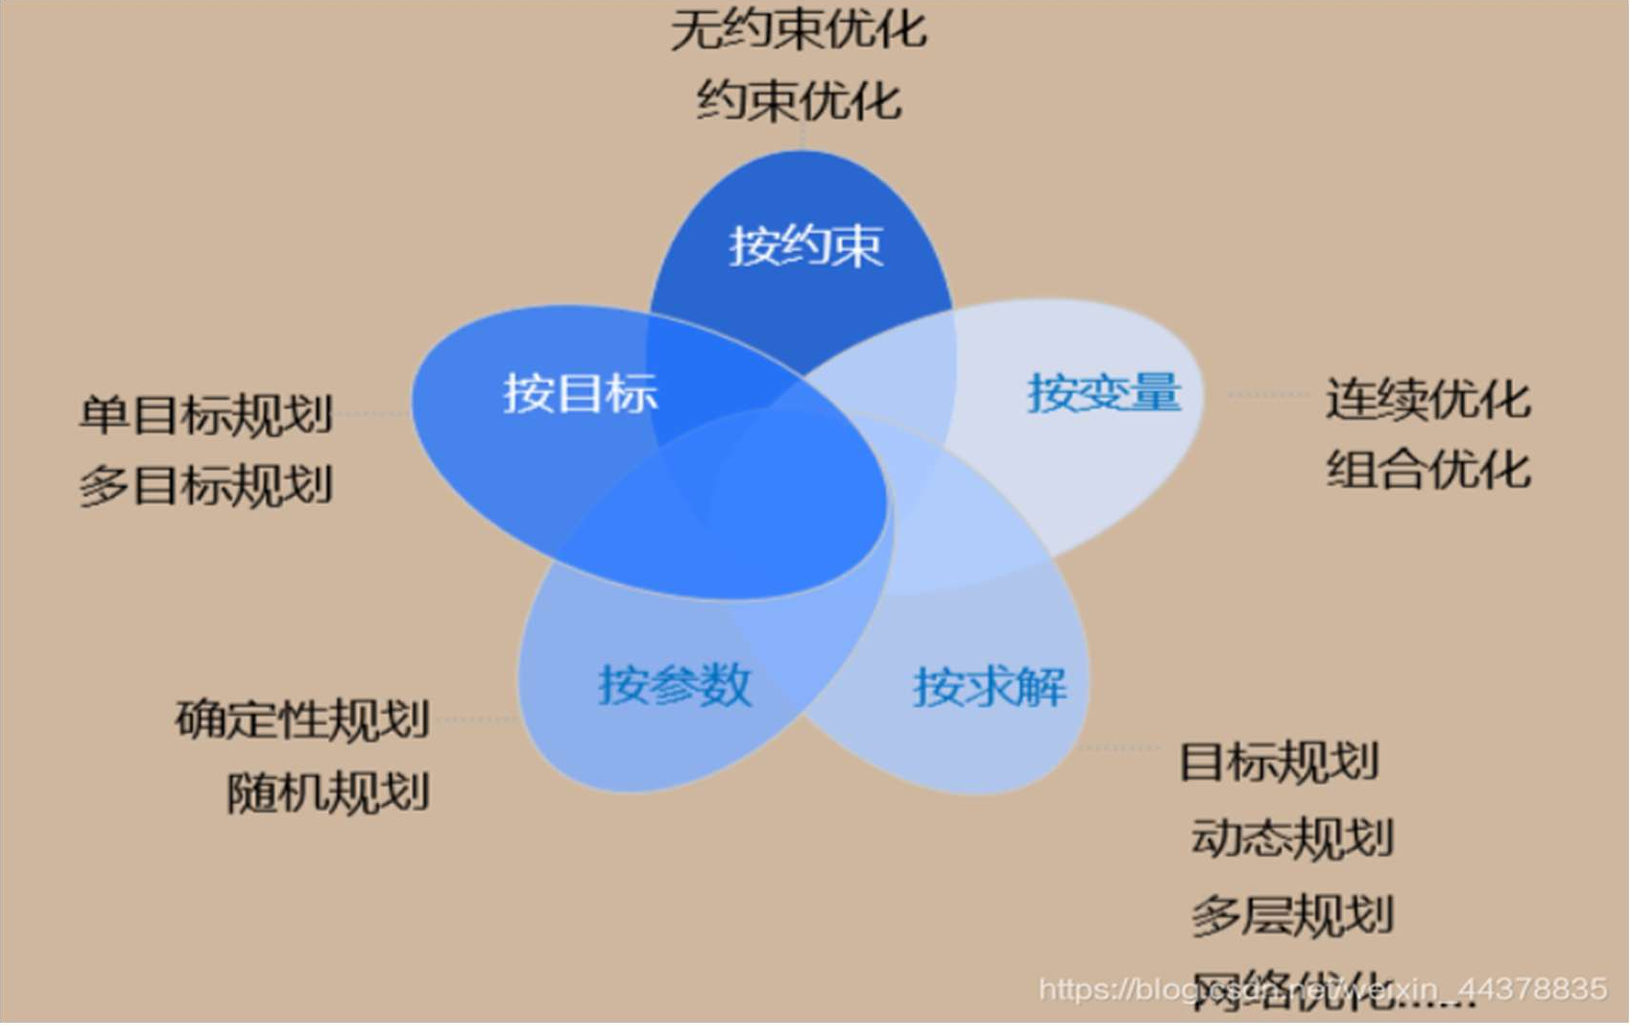 无约束优化
约束优化
按约束
按目标
按变量
单目标规划
多目标规划
连续优化
组合优化
按参数
按求解
确定性规划
随机规划
目标规划
动态规划
多层规划
网络优化......
https://blog.csdn.net/weixin_44378835